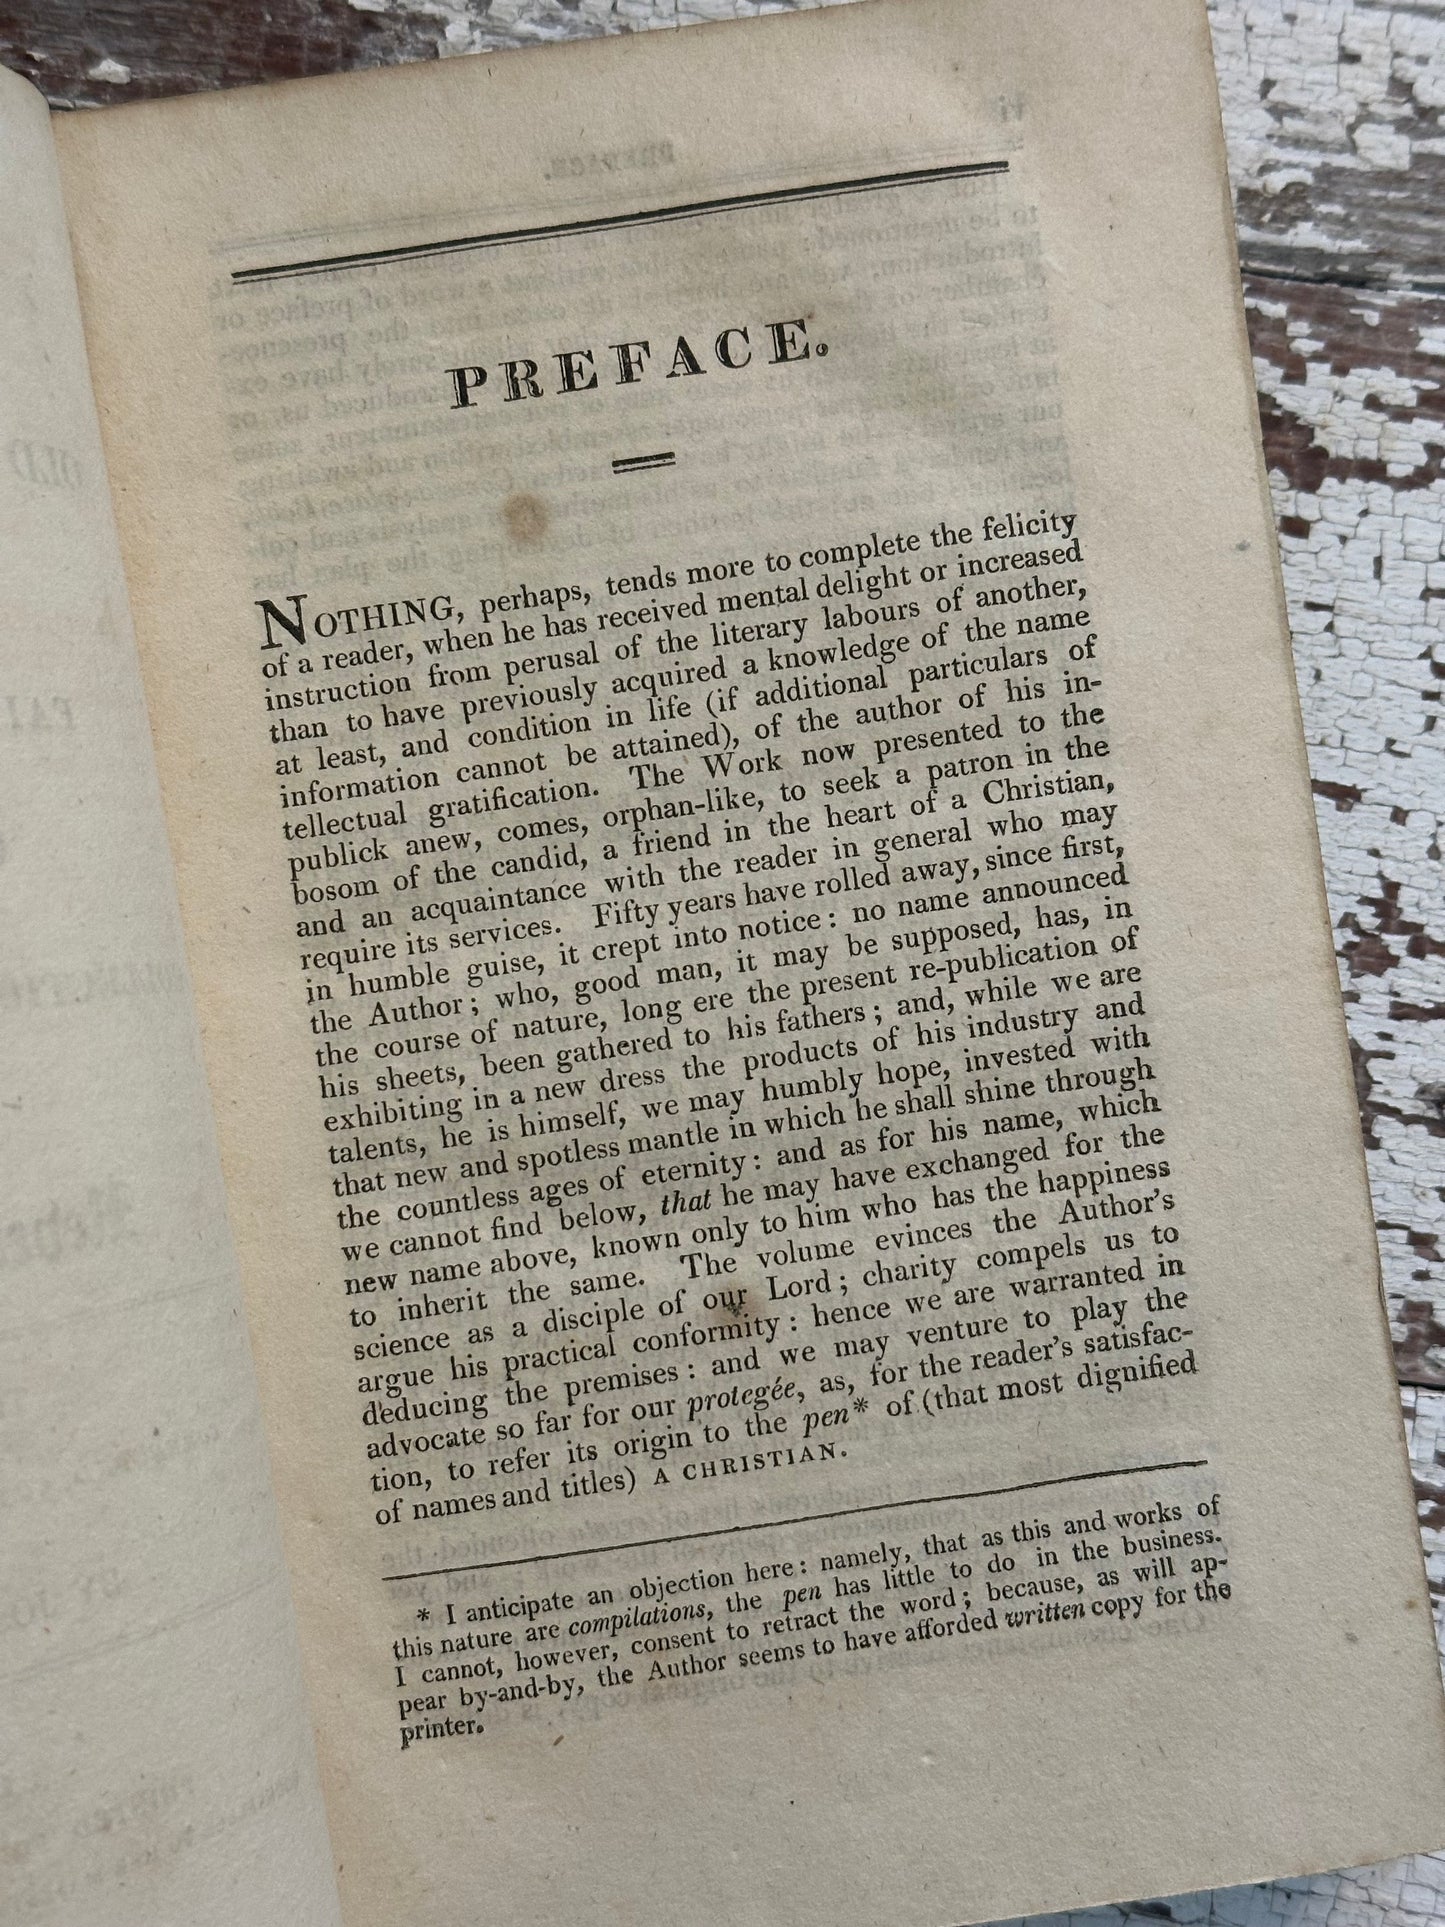 PREFACE.
NOTHING, perhaps, tends more to complete the felicity
of a reader, when he has received mental delight or increased
instruction from perusal of the literary labours of another,
than to have previously acquired a knowledge of the name
at least, and condition in life (if additional particulars of
information cannot be attained), of the author of his in-
tellectual gratification. The Work now presented to the
publick anew, comes, orphan-like, to seek a patron in the
bosom of the candid, a friend in the heart of a Christian,
and an acquaintance with the reader in general who may
require its services. Fifty years have rolled away, since first,
in humble guise, it crept into notice: no name announced
the Author; who, good man, it may be supposed, has, in
the course of nature, long ere the present re-publication of
his sheets, been gathered to his fathers; and, while we are
exhibiting in a new dress the products of his industry and
talents, he is himself, we may humbly hope, invested with
that new and spotless mantle in which he shall shine through
the countless ages of eternity: and as for his name, which
we cannot find below, that he may have exchanged for the
new name above, known only to him who has the happiness
to inherit the same. The volume evinces the Author's
science as a disciple of our Lord; charity compels us to
argue his practical conformity: hence we are warranted in
deducing the premises: and we may venture to play the
advocate so far for our protegée, as, for the reader's satisfac-
tion, to refer its origin to the pen* of (that most dignified
of names and titles) A CHRISTIAN.
* I anticipate an objection here: namely, that as this and works of
this nature are compilations, the pen has little to do in the business.
I cannot, however, consent to retract the word; because, as will ap-
pear by-and-by, the Author seems to have afforded written copy for the
printer.